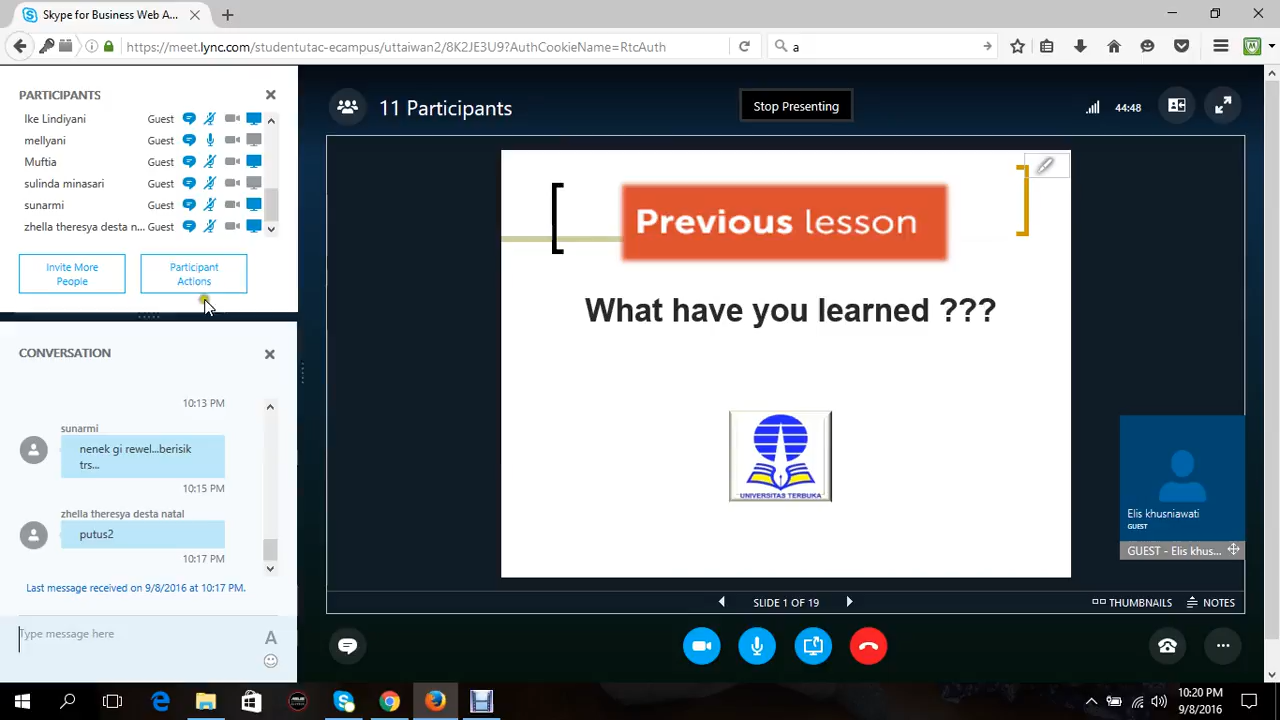 Skype for Business Web A...
https://meet.lync.com/studentutac-ecampus/uttaiwan2/8K2JE3U9?AuthCookieName=RtcAuth
a
PARTICIPANTS
Ike Lindiyani Guest
mellyani Guest
Muftia Guest
sulinda minasari Guest
sunarmi Guest
zhella theresya desta n... Guest
Invite More
People
Participant
Actions
CONVERSATION
10:13 PM
sunarmi
nenek gi rewel...berisik
trs...
10:15 PM
zhella theresya desta natal
putus2
10:17 PM
Last message received on 9/8/2016 at 10:17 PM.
Type message here
A
11 Participants
Stop Presenting
44:48
[ Previous lesson ]
What have you learned ???
UNIVERSITAS TERBUKA
Elis khusniawati
GUEST
GUEST - Elis khus...
SLIDE 1 OF 19
THUMBNAILS
NOTES
10:20 PM
9/8/2016